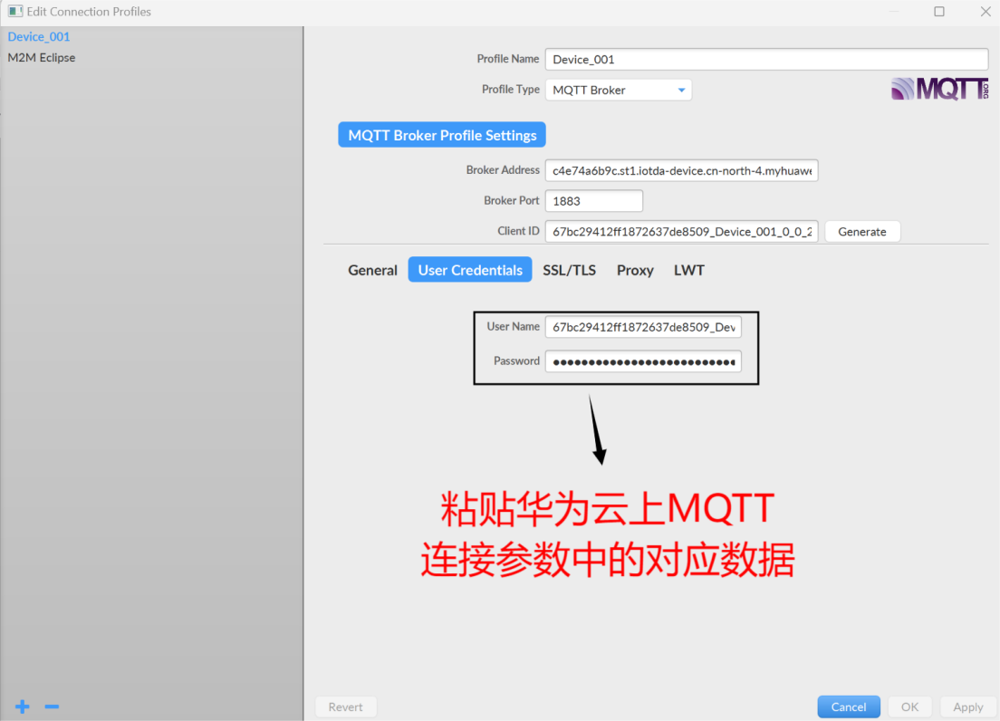 Edit Connection Profiles
Device_001
M2M Eclipse
Profile Name Device_001
Profile Type MQTT Broker
MQTT.ORG
MQTT Broker Profile Settings
Broker Address c4e74a6b9c.st1.iotda-device.cn-north-4.myhuawe
Broker Port 1883
Client ID 67bc29412ff1872637de8509_Device_001_0_0_2 Generate
General User Credentials SSL/TLS Proxy LWT
User Name 67bc29412ff1872637de8509_Dev
Password ●●●●●●●●●●●●●●●●●●●●●●●●●●
粘贴华为云上MQTT
连接参数中的对应数据
Revert Cancel OK Apply